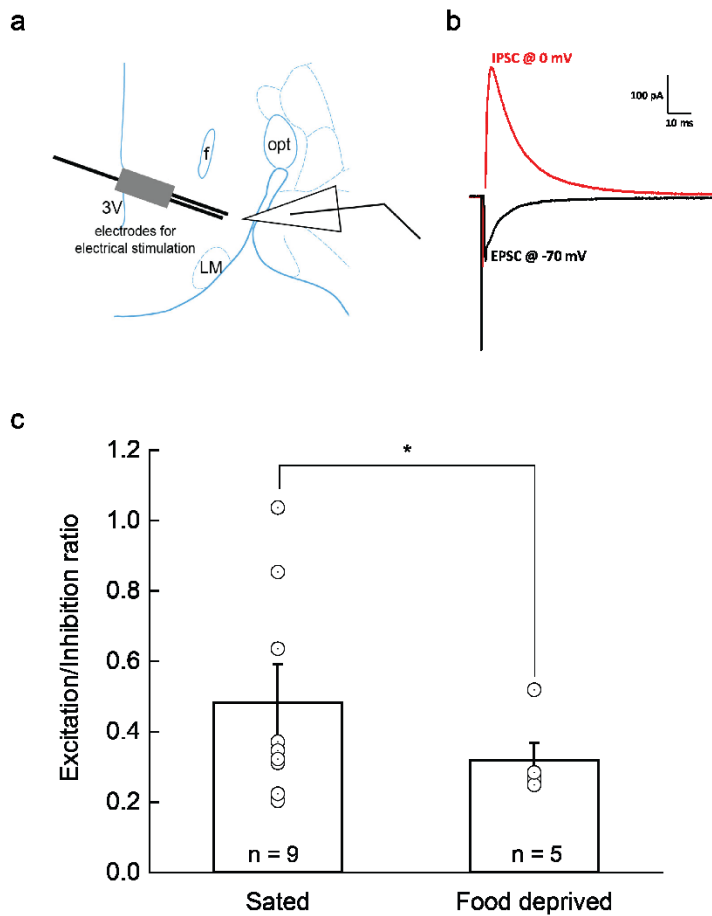 a
f
opt
3V
electrodes for
electrical stimulation
LM
b
IPSC @ 0 mV
100 pA
10 ms
EPSC @ -70 mV
c
Excitation/Inhibition ratio
1.2
1.0
0.8
0.6
0.4
0.2
0.0
*
n = 9
n = 5
Sated
Food deprived